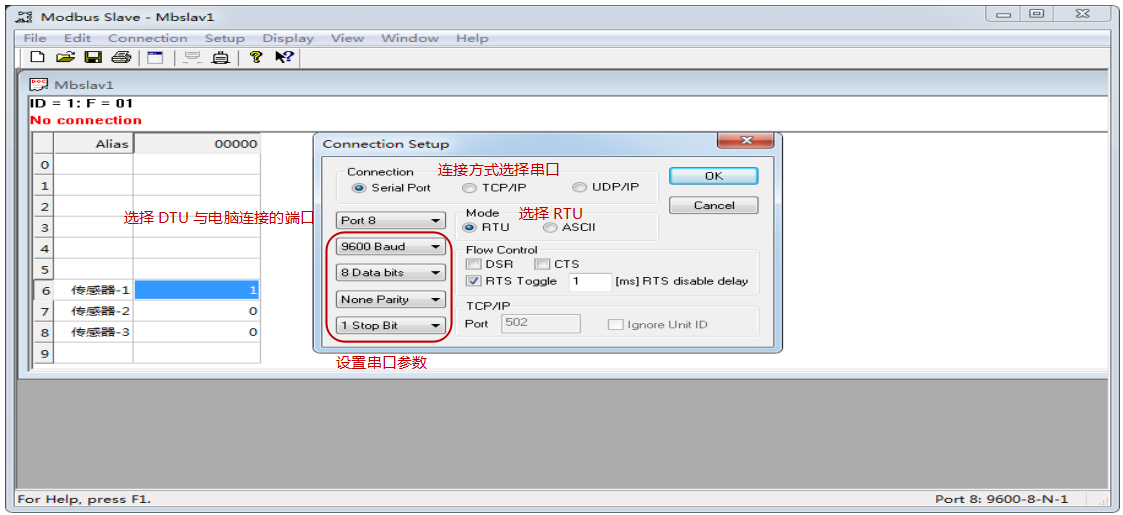 Modbus Slave - Mbslav1
File Edit Connection Setup Display View Window Help
Mbslav1
ID = 1: F = 01
No connection
Alias 00000
0
1
2
3
4
5
6 传感器-1 1
7 传感器-2 0
8 传感器-3 0
9
选择 DTU 与电脑连接的端口
Connection Setup
Connection 连接方式选择串口
Serial Port TCP/IP UDP/IP
OK
Cancel
Port 8
9600 Baud
8 Data bits
None Parity
1 Stop Bit
Mode 选择 RTU
RTU ASCII
Flow Control
DSR CTS
RTS Toggle 1 [ms] RTS disable delay
TCP/IP
Port 502 Ignore Unit ID
设置串口参数
For Help, press F1. Port 8: 9600-8-N-1